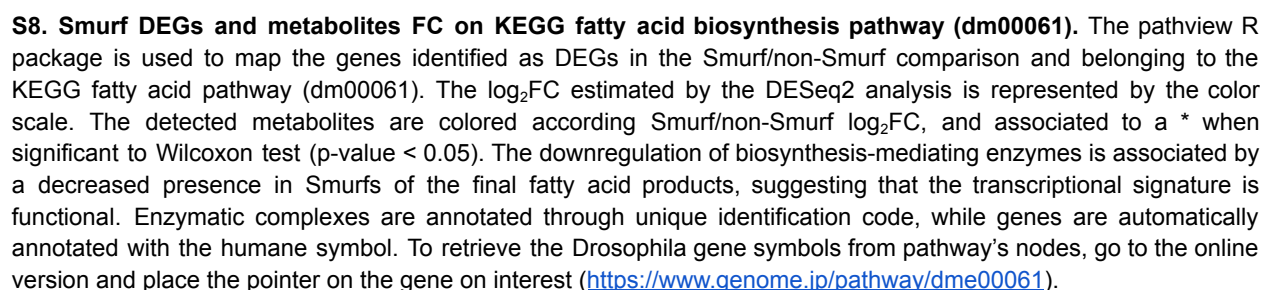 S8. Smurf DEGs and metabolites FC on KEGG fatty acid biosynthesis pathway (dm00061). The pathview R
package is used to map the genes identified as DEGs in the Smurf/non-Smurf comparison and belonging to the
KEGG fatty acid pathway (dm00061). The log₂FC estimated by the DESeq2 analysis is represented by the color
scale. The detected metabolites are colored according Smurf/non-Smurf log₂FC, and associated to a * when
significant to Wilcoxon test (p-value < 0.05). The downregulation of biosynthesis-mediating enzymes is associated by
a decreased presence in Smurfs of the final fatty acid products, suggesting that the transcriptional signature is
functional. Enzymatic complexes are annotated through unique identification code, while genes are automatically
annotated with the humane symbol. To retrieve the Drosophila gene symbols from pathway's nodes, go to the online
version and place the pointer on the gene on interest (https://www.genome.jp/pathway/dme00061).